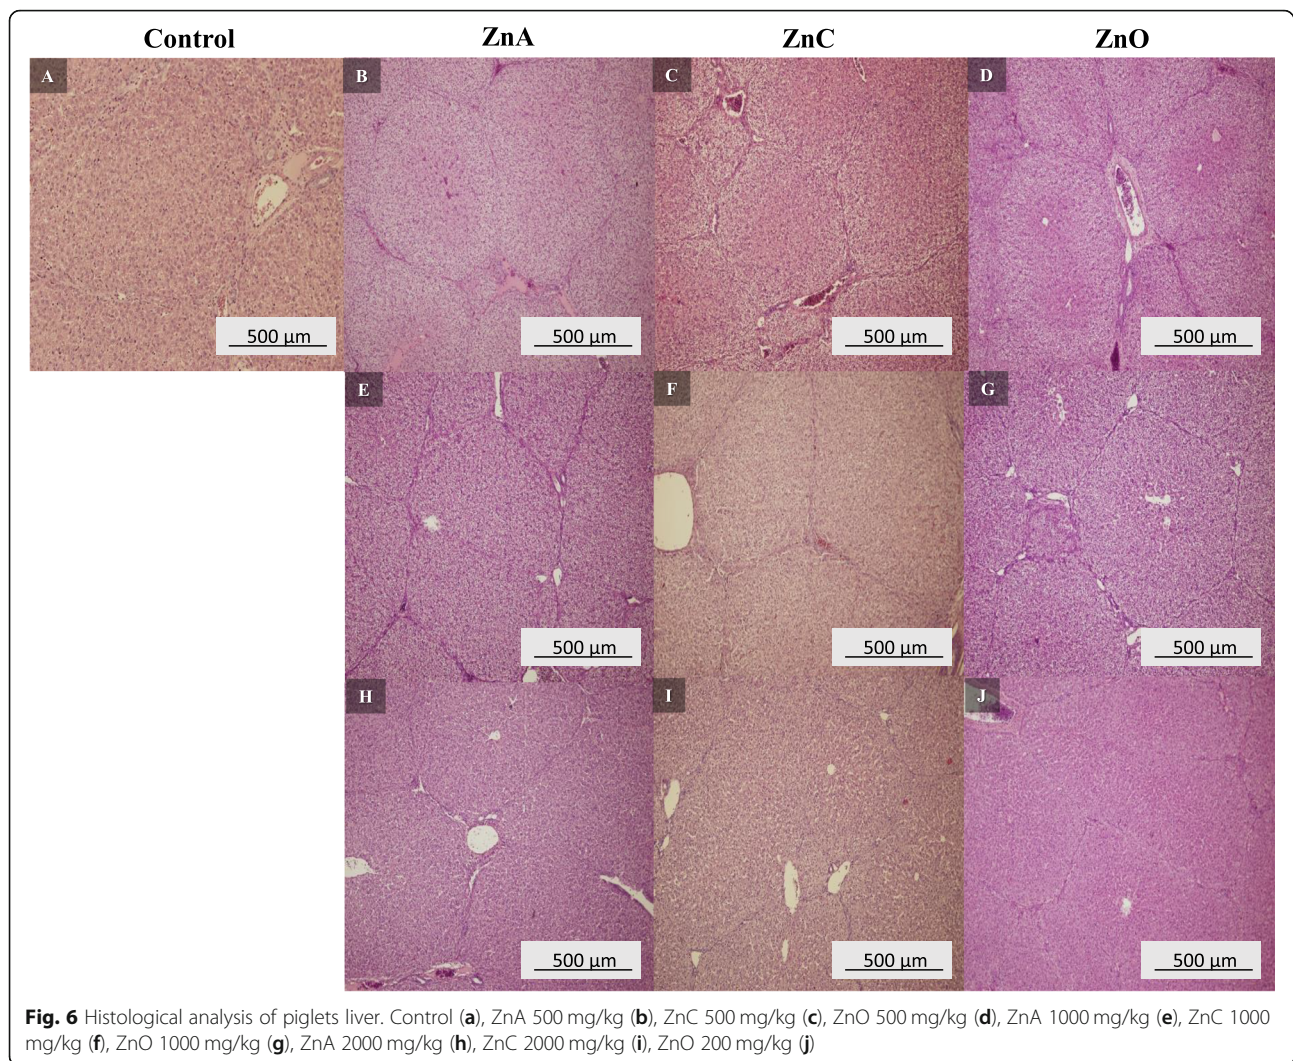 Control ZnA ZnC ZnO
A B C D
500 µm 500 µm 500 µm 500 µm
E F G
500 µm 500 µm 500 µm
H I J
500 µm 500 µm 500 µm
Fig. 6 Histological analysis of piglets liver. Control (a), ZnA 500 mg/kg (b), ZnC 500 mg/kg (c), ZnO 500 mg/kg (d), ZnA 1000 mg/kg (e), ZnC 1000
mg/kg (f), ZnO 1000 mg/kg (g), ZnA 2000 mg/kg (h), ZnC 2000 mg/kg (i), ZnO 200 mg/kg (j)